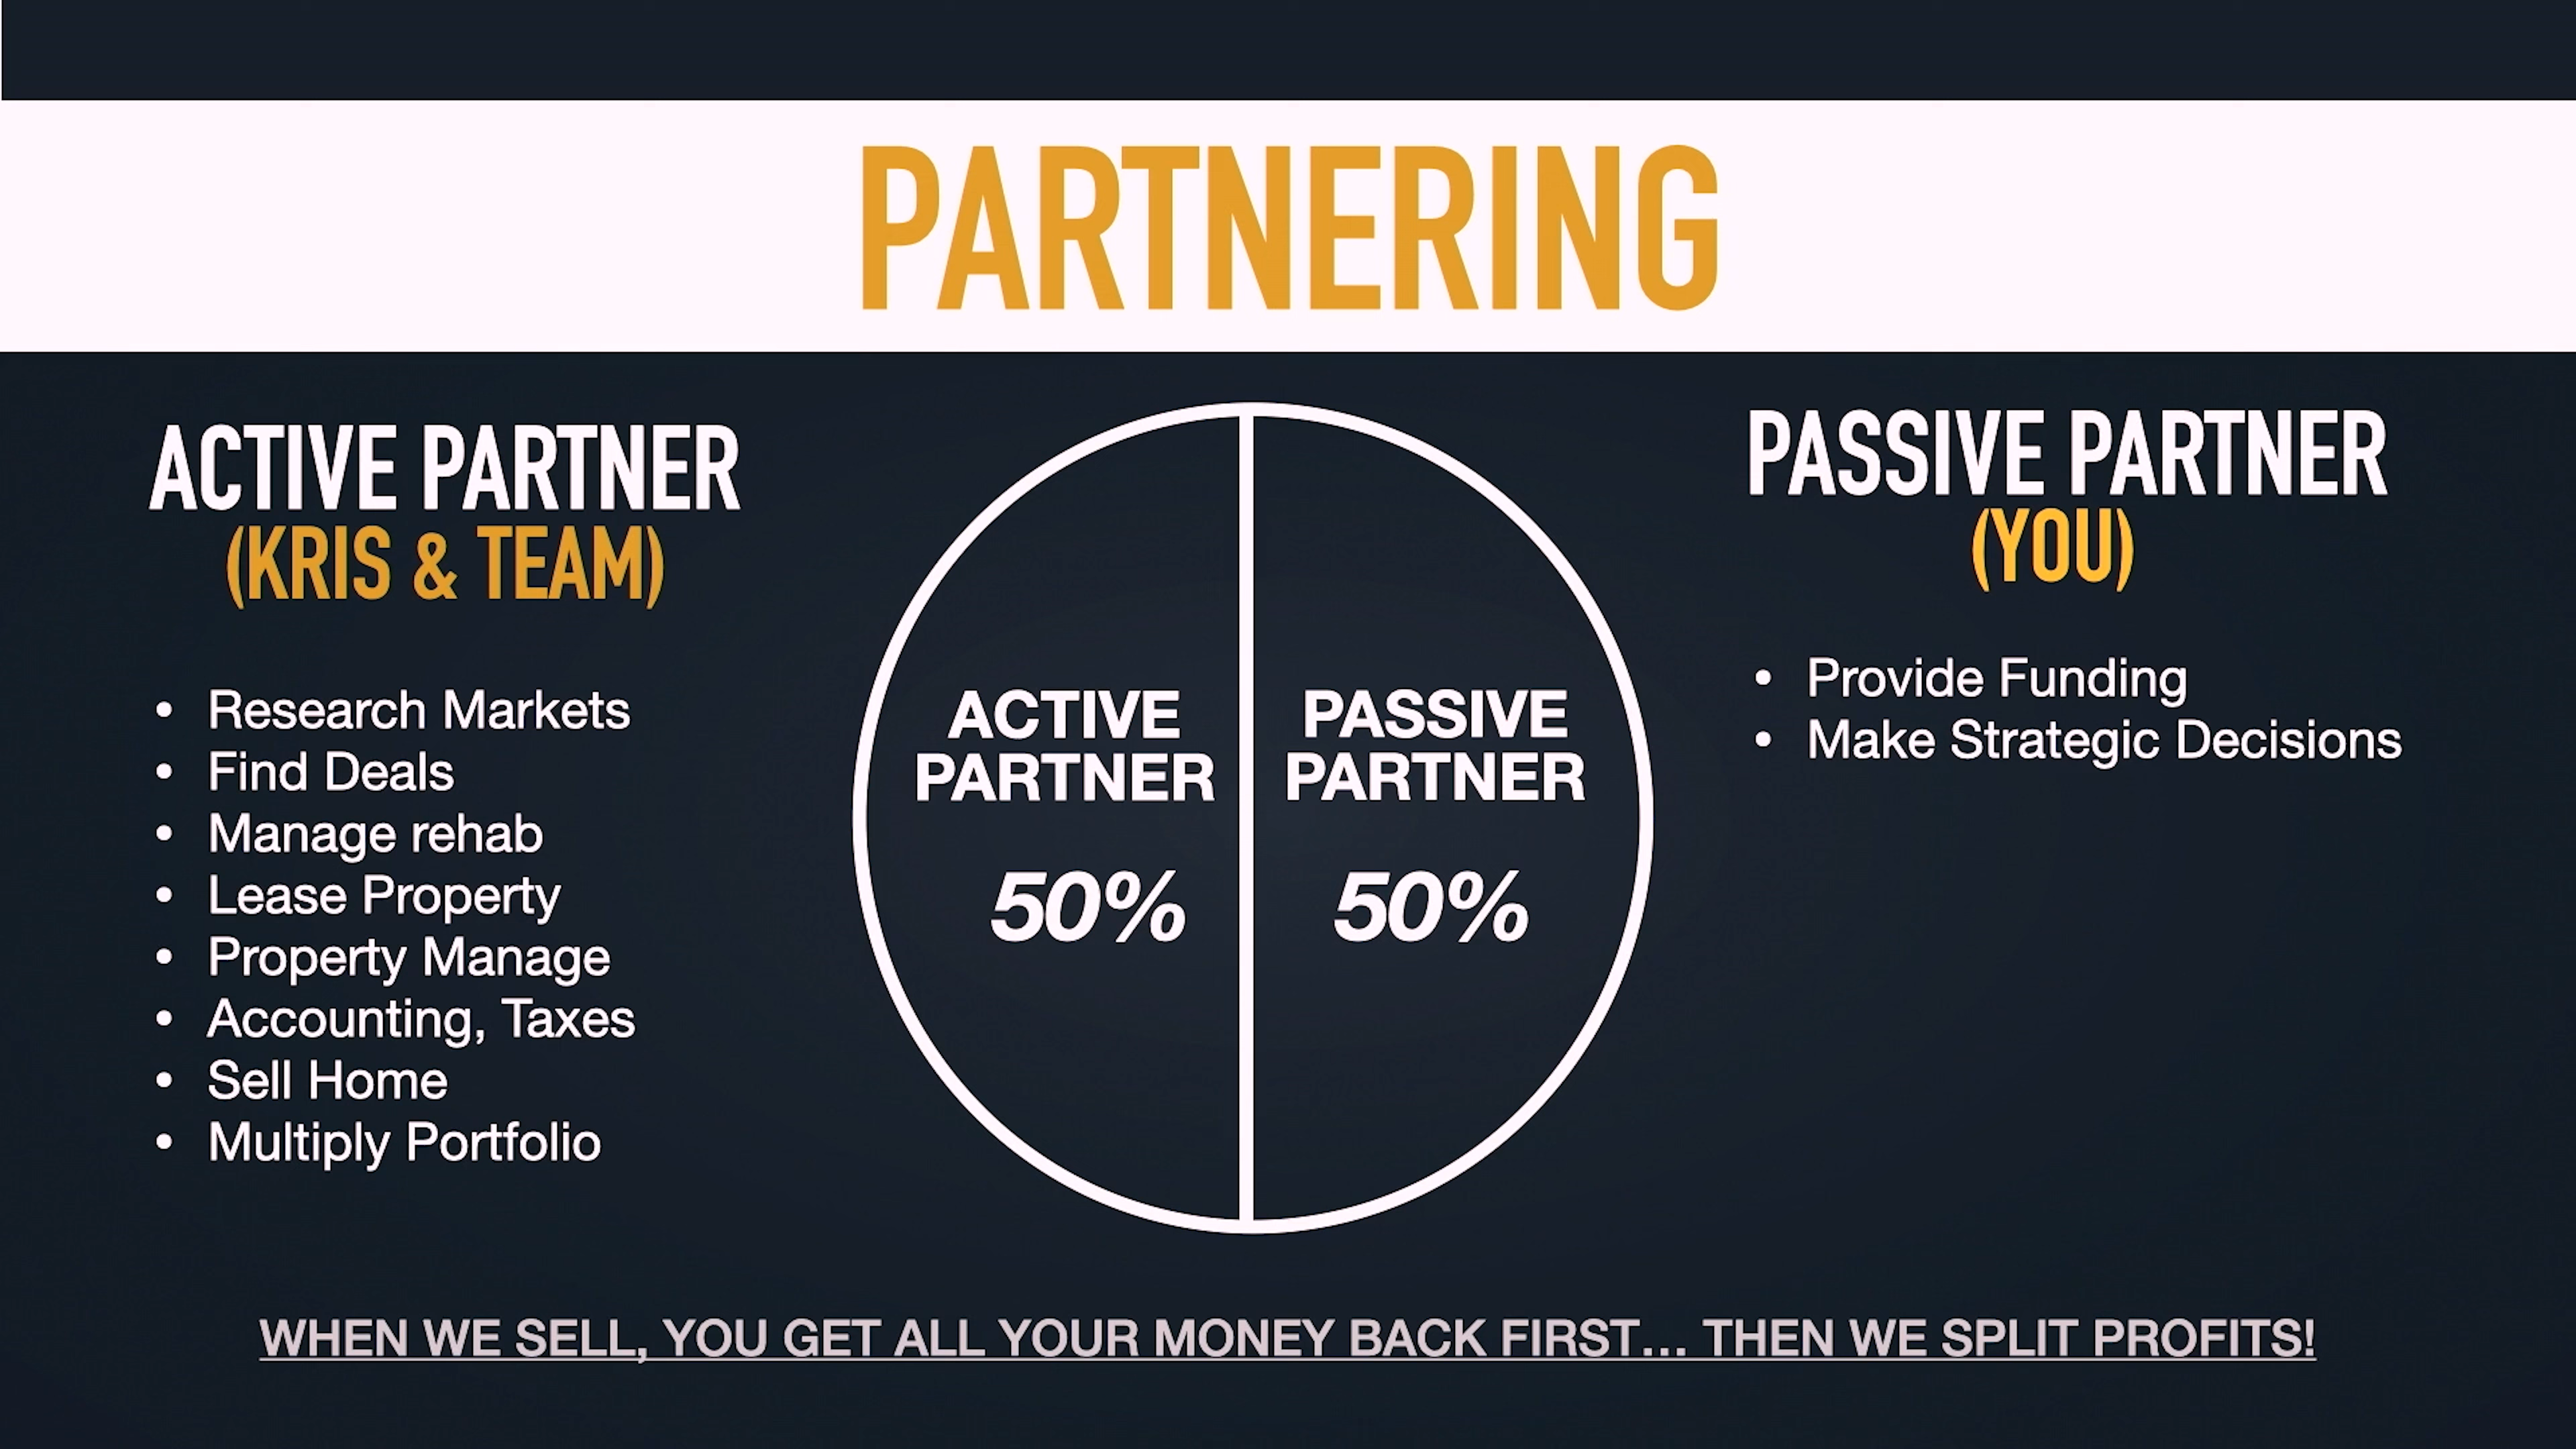 PARTNERING
ACTIVE PARTNER
(KRIS & TEAM)
• Research Markets
• Find Deals
• Manage rehab
• Lease Property
• Property Manage
• Accounting, Taxes
• Sell Home
• Multiply Portfolio
ACTIVE
PARTNER
50%
PASSIVE
PARTNER
50%
PASSIVE PARTNER
(YOU)
• Provide Funding
• Make Strategic Decisions
WHEN WE SELL, YOU GET ALL YOUR MONEY BACK FIRST... THEN WE SPLIT PROFITS!